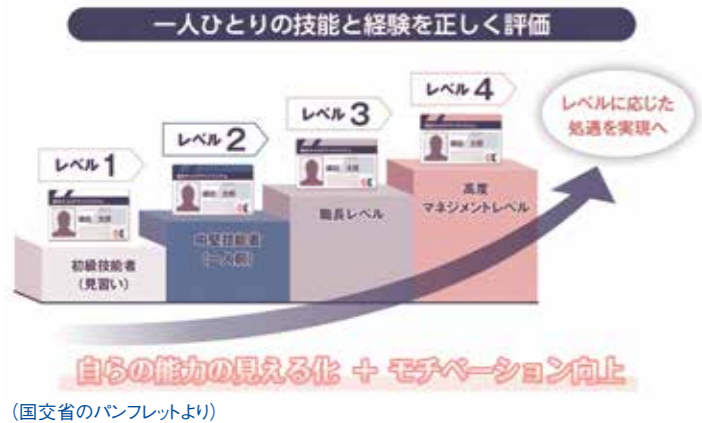 一人ひとりの技能と経験を正しく評価
レベル 1
レベル 2
レベル 3
レベル 4
レベルに応じた
処遇を実現へ
初級技能者
(見習い)
中堅技能者
(一人前)
職長レベル
高度
マネジメントレベル
自らの能力の見える化 + モチベーション向上
(国交省のパンフレットより)